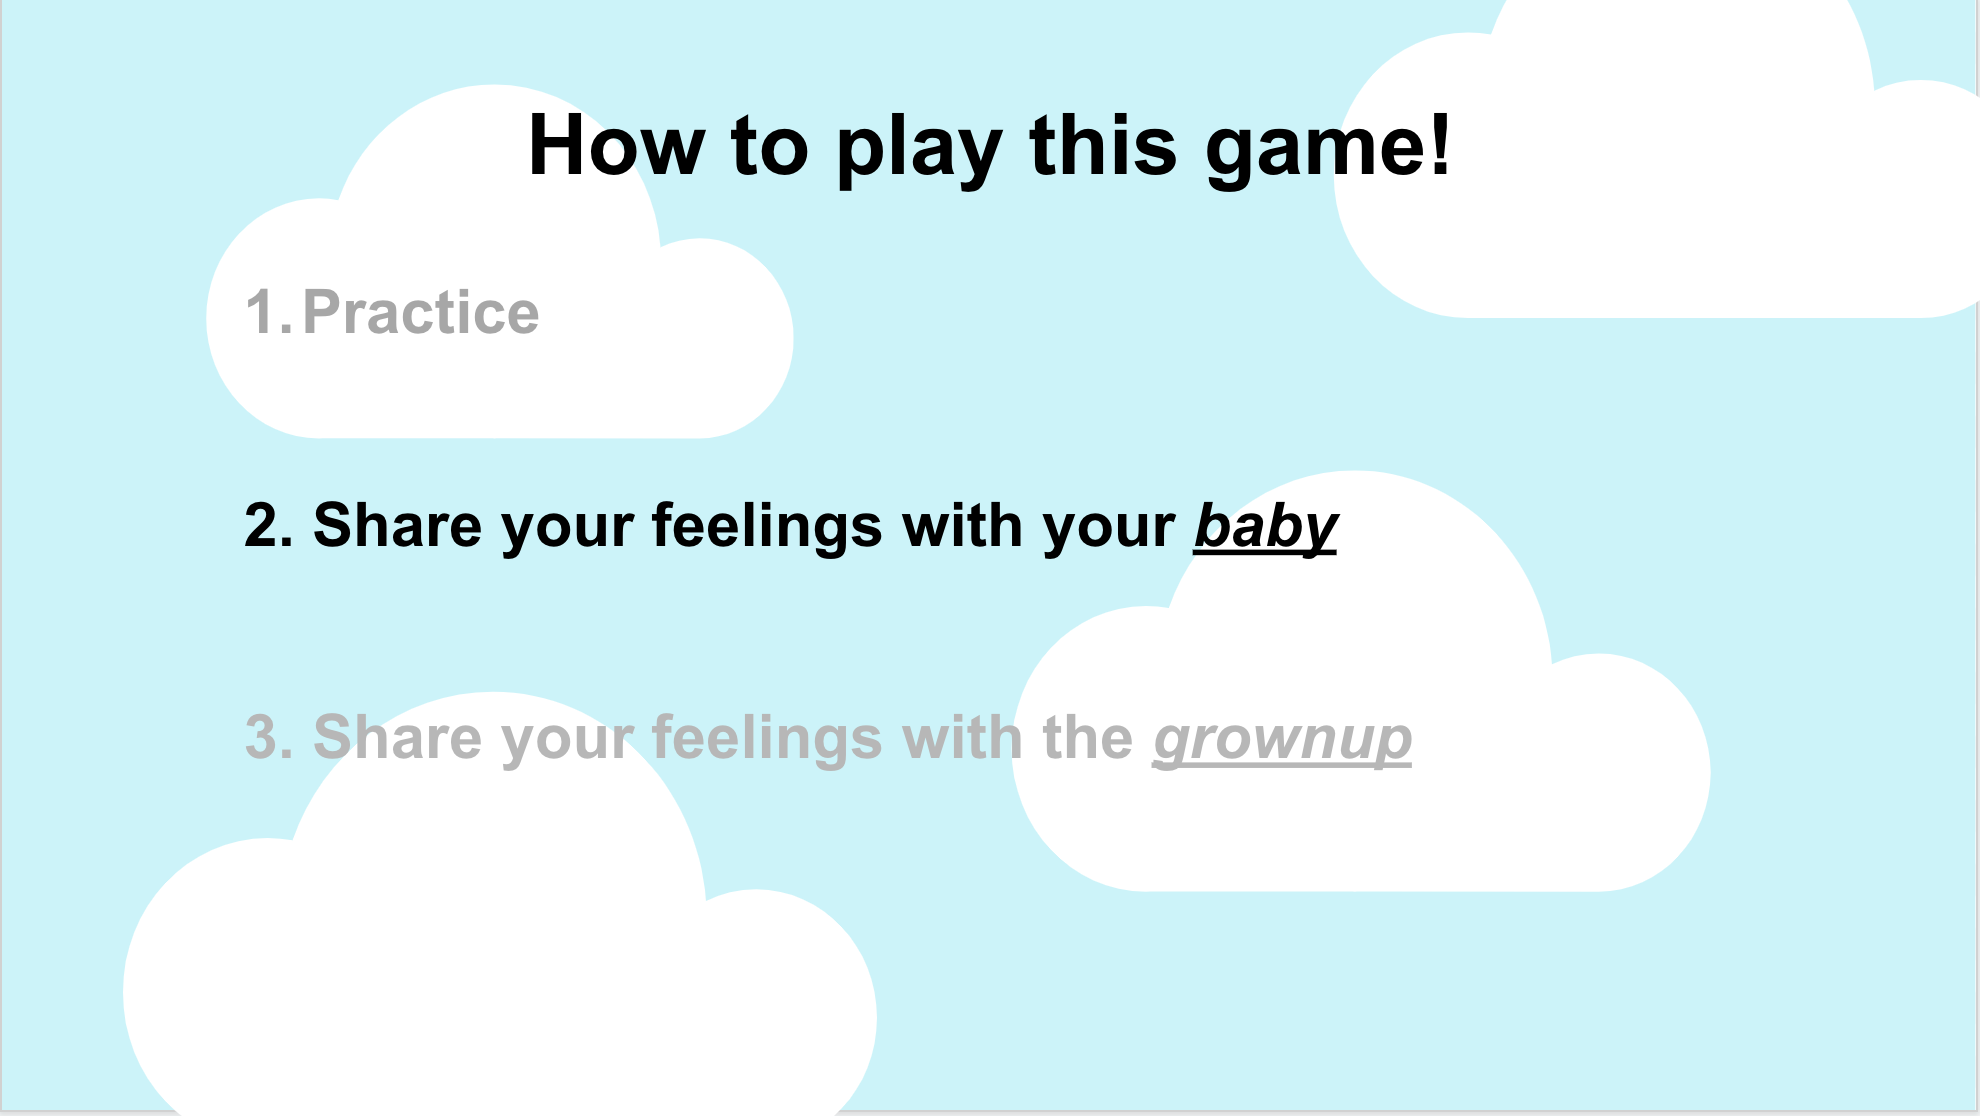 How to play this game!
1. Practice
2. Share your feelings with your baby
3. Share your feelings with the grownup